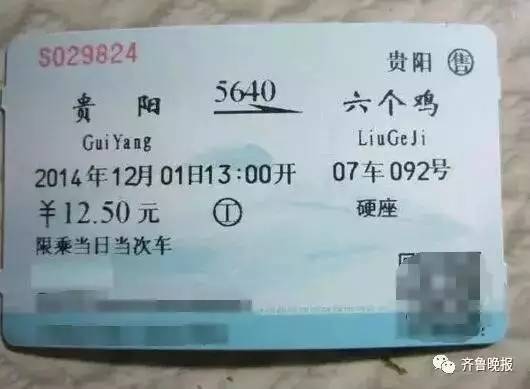 S029824
贵阳 售
贵 阳 5640 六个鸡
GuiYang LiuGeJi
2014年12月01日13:00开 07车092号
￥12.50元 工 硬座
限乘当日当次车
齐鲁晚报